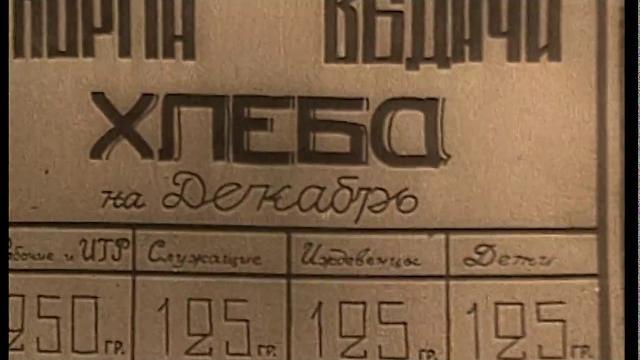 НОРМА ВЫДАЧИ
ХЛЕБА
на Декабрь
Рабочие и ИТР Служащие Иждевенцы Дети
250 ГР. 125 ГР. 125 ГР. 125 ГР.